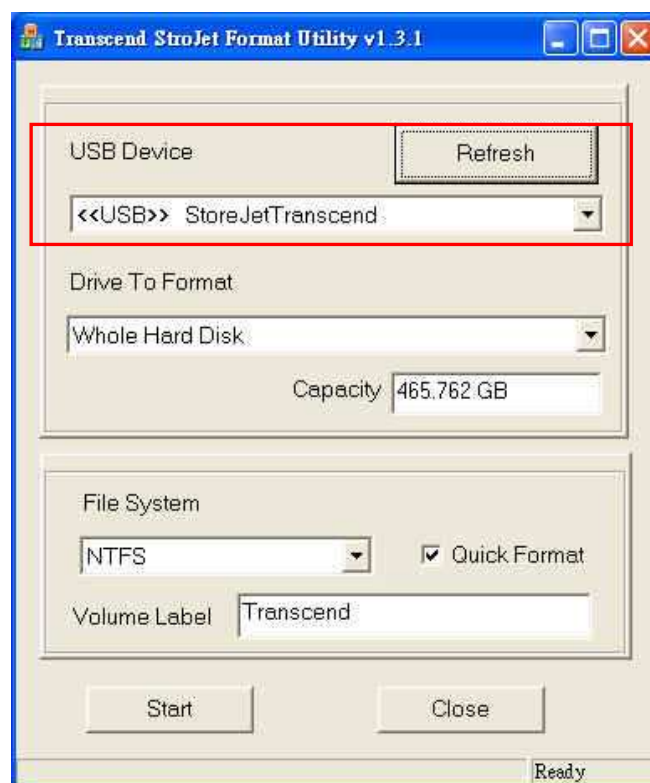 Transcend StroJet Format Utility v1.3.1
USB Device
Refresh
<<USB>> StoreJetTranscend
Drive To Format
Whole Hard Disk
Capacity 465.762 GB
File System
NTFS
Quick Format
Volume Label Transcend
Start
Close
Ready